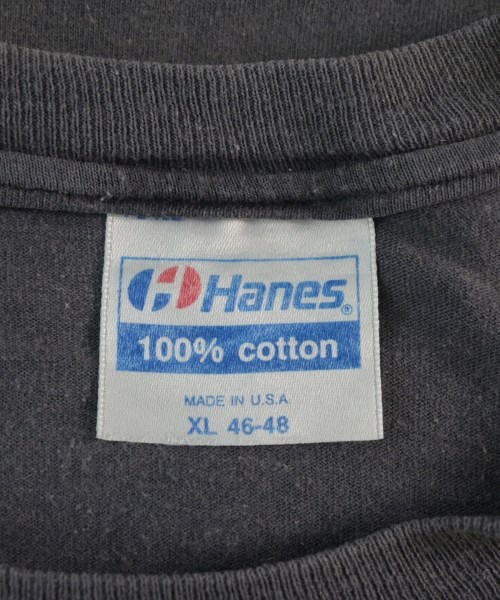 Hanes®
100% cotton
MADE IN U.S.A.
XL 46-48